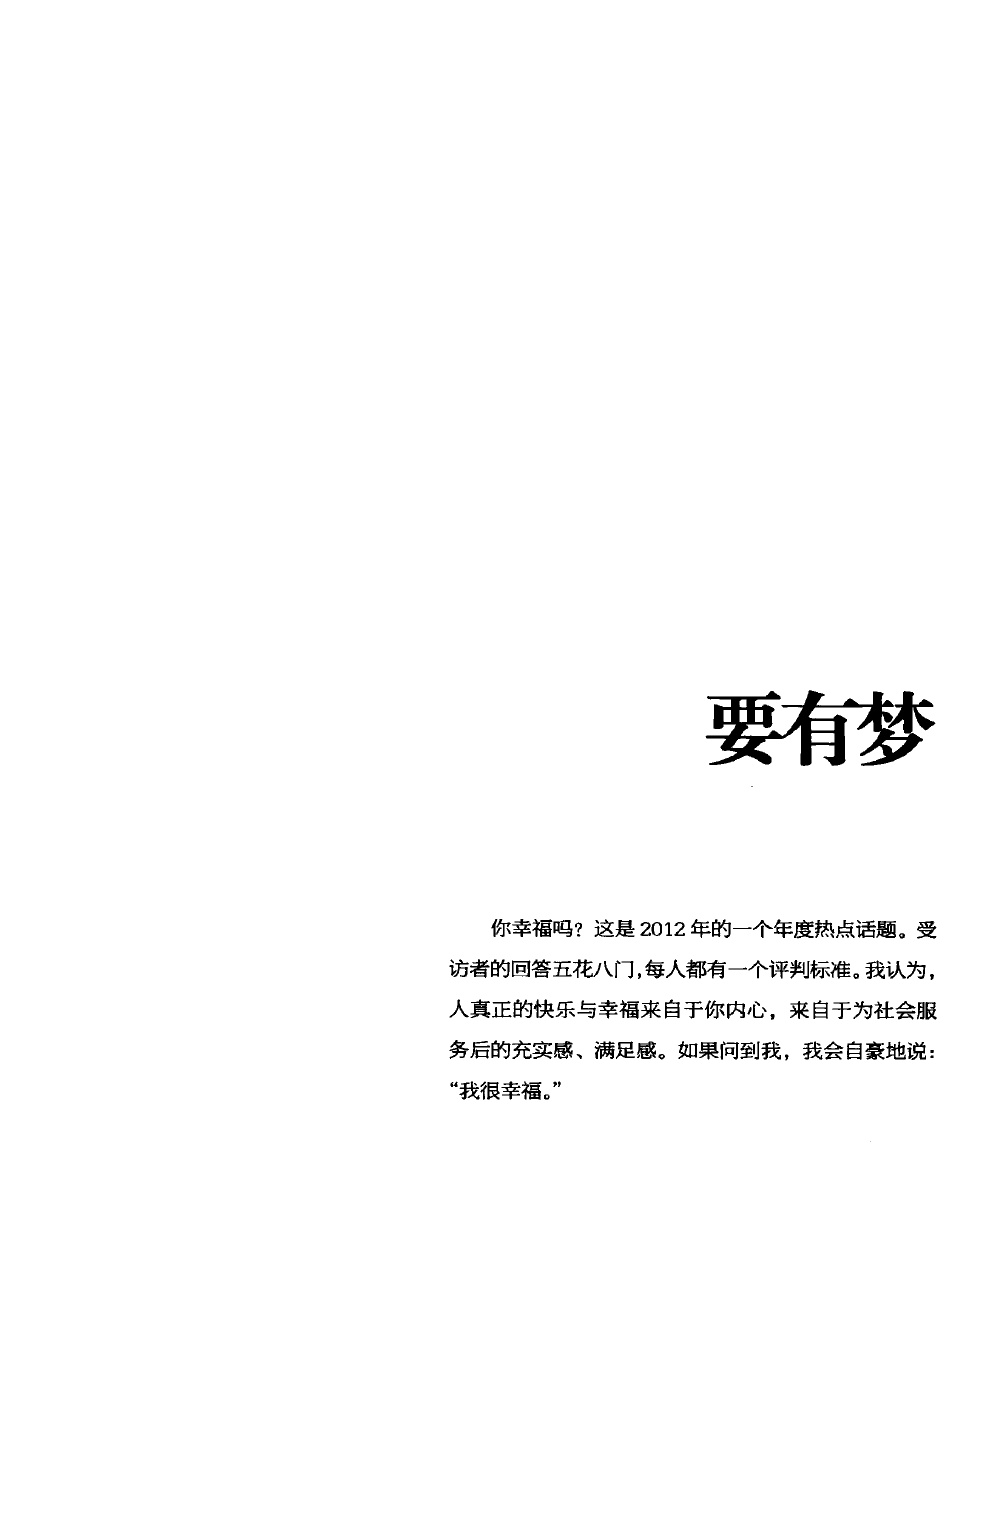 要有梦
你幸福吗？这是2012年的一个年度热点话题。受
访者的回答五花八门，每人都有一个评判标准。我认为，
人真正的快乐与幸福来自于你内心，来自于为社会服
务后的充实感、满足感。如果问到我，我会自豪地说：
“我很幸福。”